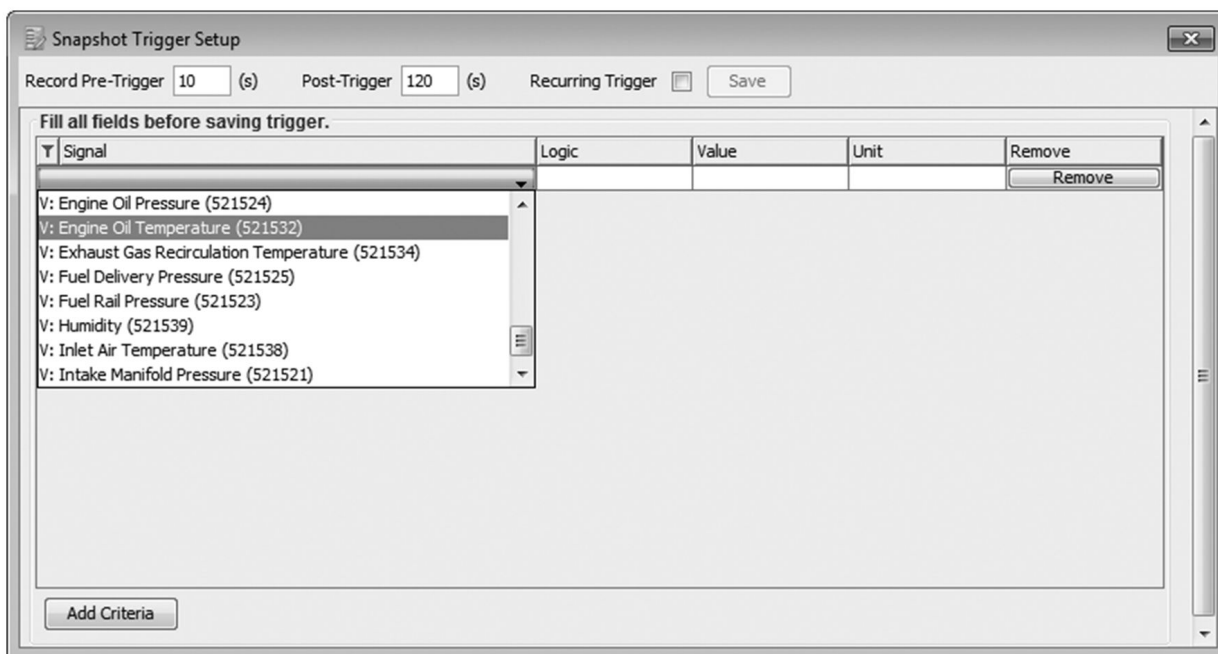 Snapshot Trigger Setup
Record Pre-Trigger 10 (s) Post-Trigger 120 (s) Recurring Trigger Save
Fill all fields before saving trigger.
Signal Logic Value Unit Remove
Remove
V: Engine Oil Pressure (521524)
V: Engine Oil Temperature (521532)
V: Exhaust Gas Recirculation Temperature (521534)
V: Fuel Delivery Pressure (521525)
V: Fuel Rail Pressure (521523)
V: Humidity (521539)
V: Inlet Air Temperature (521538)
V: Intake Manifold Pressure (521521)
Add Criteria